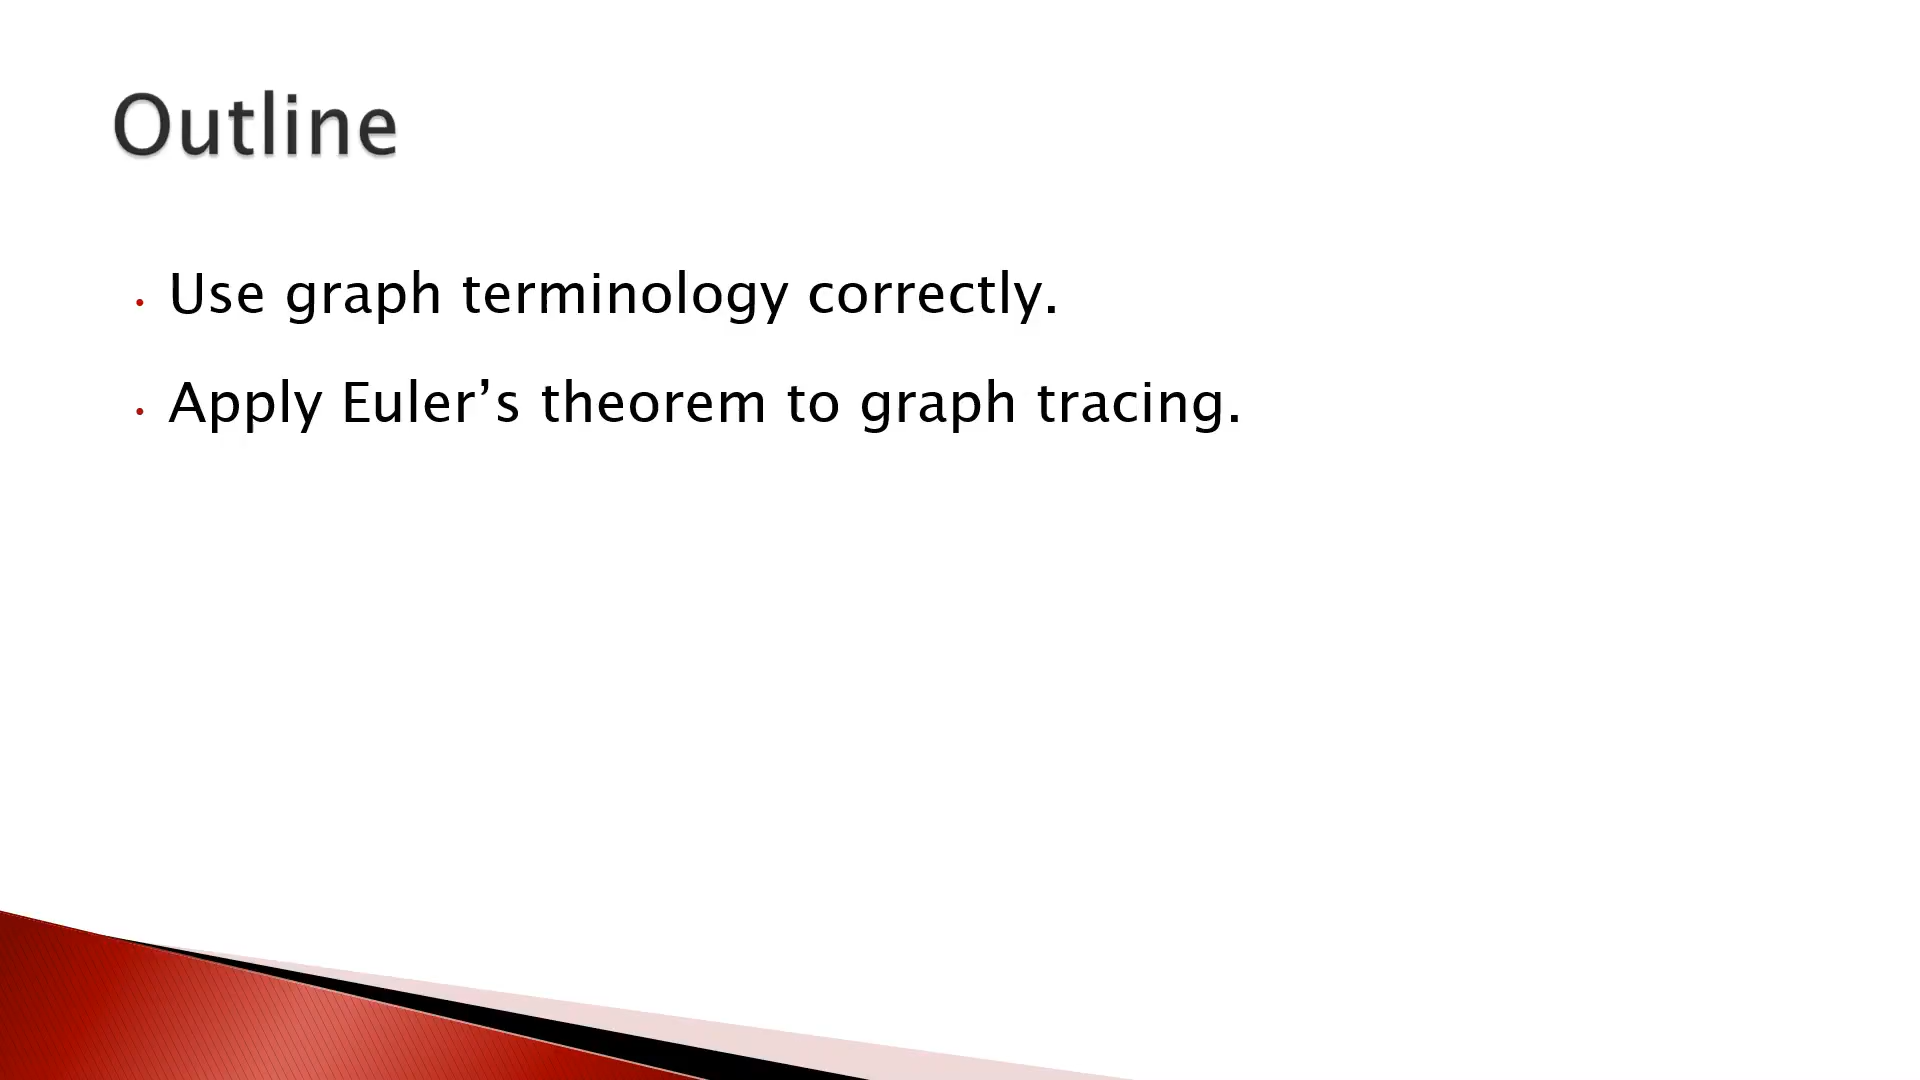 Outline
• Use graph terminology correctly.
• Apply Euler’s theorem to graph tracing.